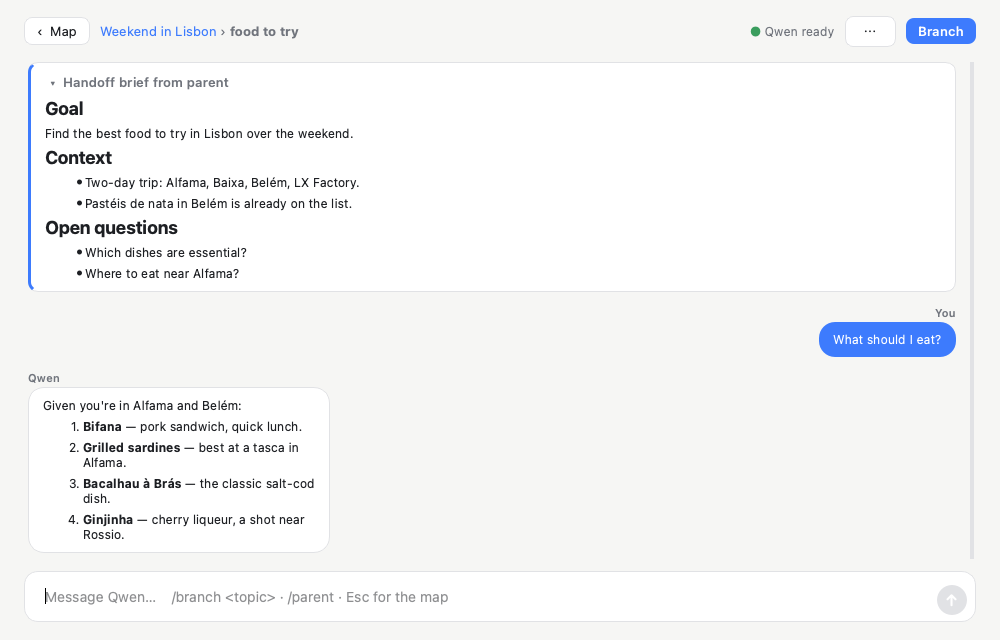 ‹ Map
Weekend in Lisbon › food to try
Qwen ready
···
Branch
▾ Handoff brief from parent
Goal
Find the best food to try in Lisbon over the weekend.
Context
• Two-day trip: Alfama, Baixa, Belém, LX Factory.
• Pastéis de nata in Belém is already on the list.
Open questions
• Which dishes are essential?
• Where to eat near Alfama?
You
What should I eat?
Qwen
Given you're in Alfama and Belém:
1. Bifana — pork sandwich, quick lunch.
2. Grilled sardines — best at a tasca in
Alfama.
3. Bacalhau à Brás — the classic salt-cod
dish.
4. Ginjinha — cherry liqueur, a shot near
Rossio.
Message Qwen... /branch <topic> · /parent · Esc for the map